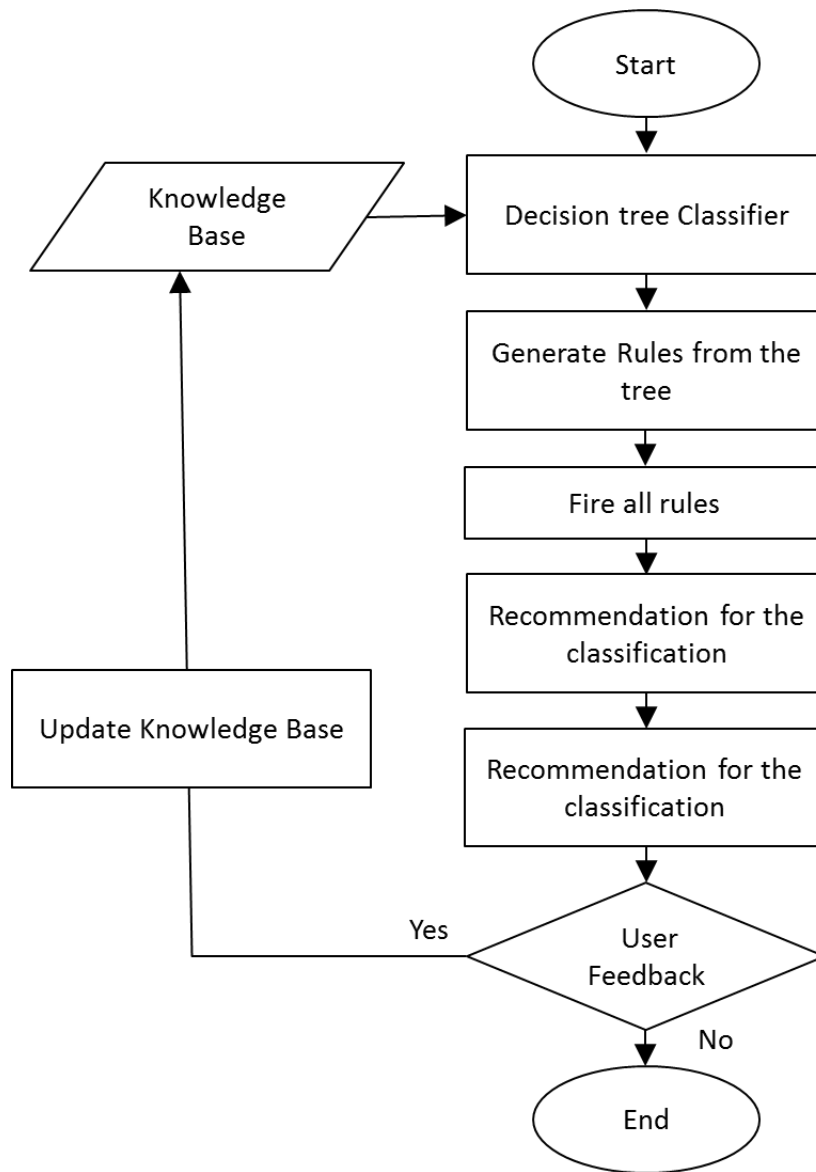 Start
Knowledge
Base
Decision tree Classifier
Generate Rules from the
tree
Fire all rules
Recommendation for the
classification
Update Knowledge Base
Recommendation for the
classification
Yes
User
Feedback
No
End